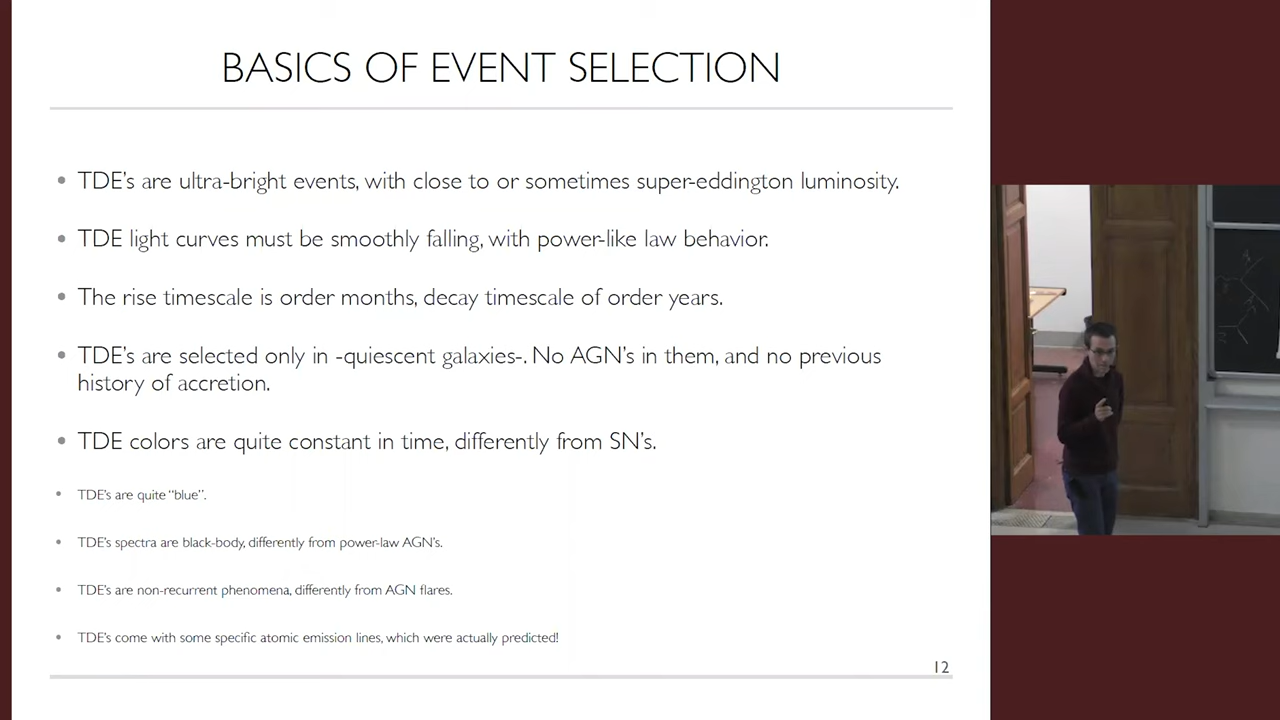 BASICS OF EVENT SELECTION
• TDE's are ultra-bright events, with close to or sometimes super-eddington luminosity.
• TDE light curves must be smoothly falling, with power-like law behavior.
• The rise timescale is order months, decay timescale of order years.
• TDE's are selected only in -quiescent galaxies-. No AGN's in them, and no previous
history of accretion.
• TDE colors are quite constant in time, differently from SN's.
• TDE's are quite “blue”.
• TDE's spectra are black-body, differently from power-law AGN's.
• TDE's are non-recurrent phenomena, differently from AGN flares.
• TDE's come with some specific atomic emission lines, which were actually predicted!
12